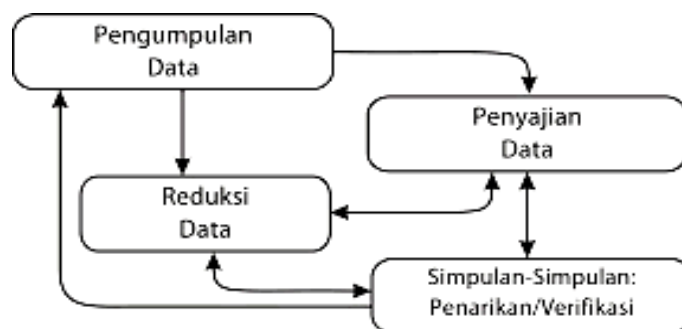 Pengumpulan
Data
Penyajian
Data
Reduksi
Data
Simpulan-Simpulan:
Penarikan/Verifikasi